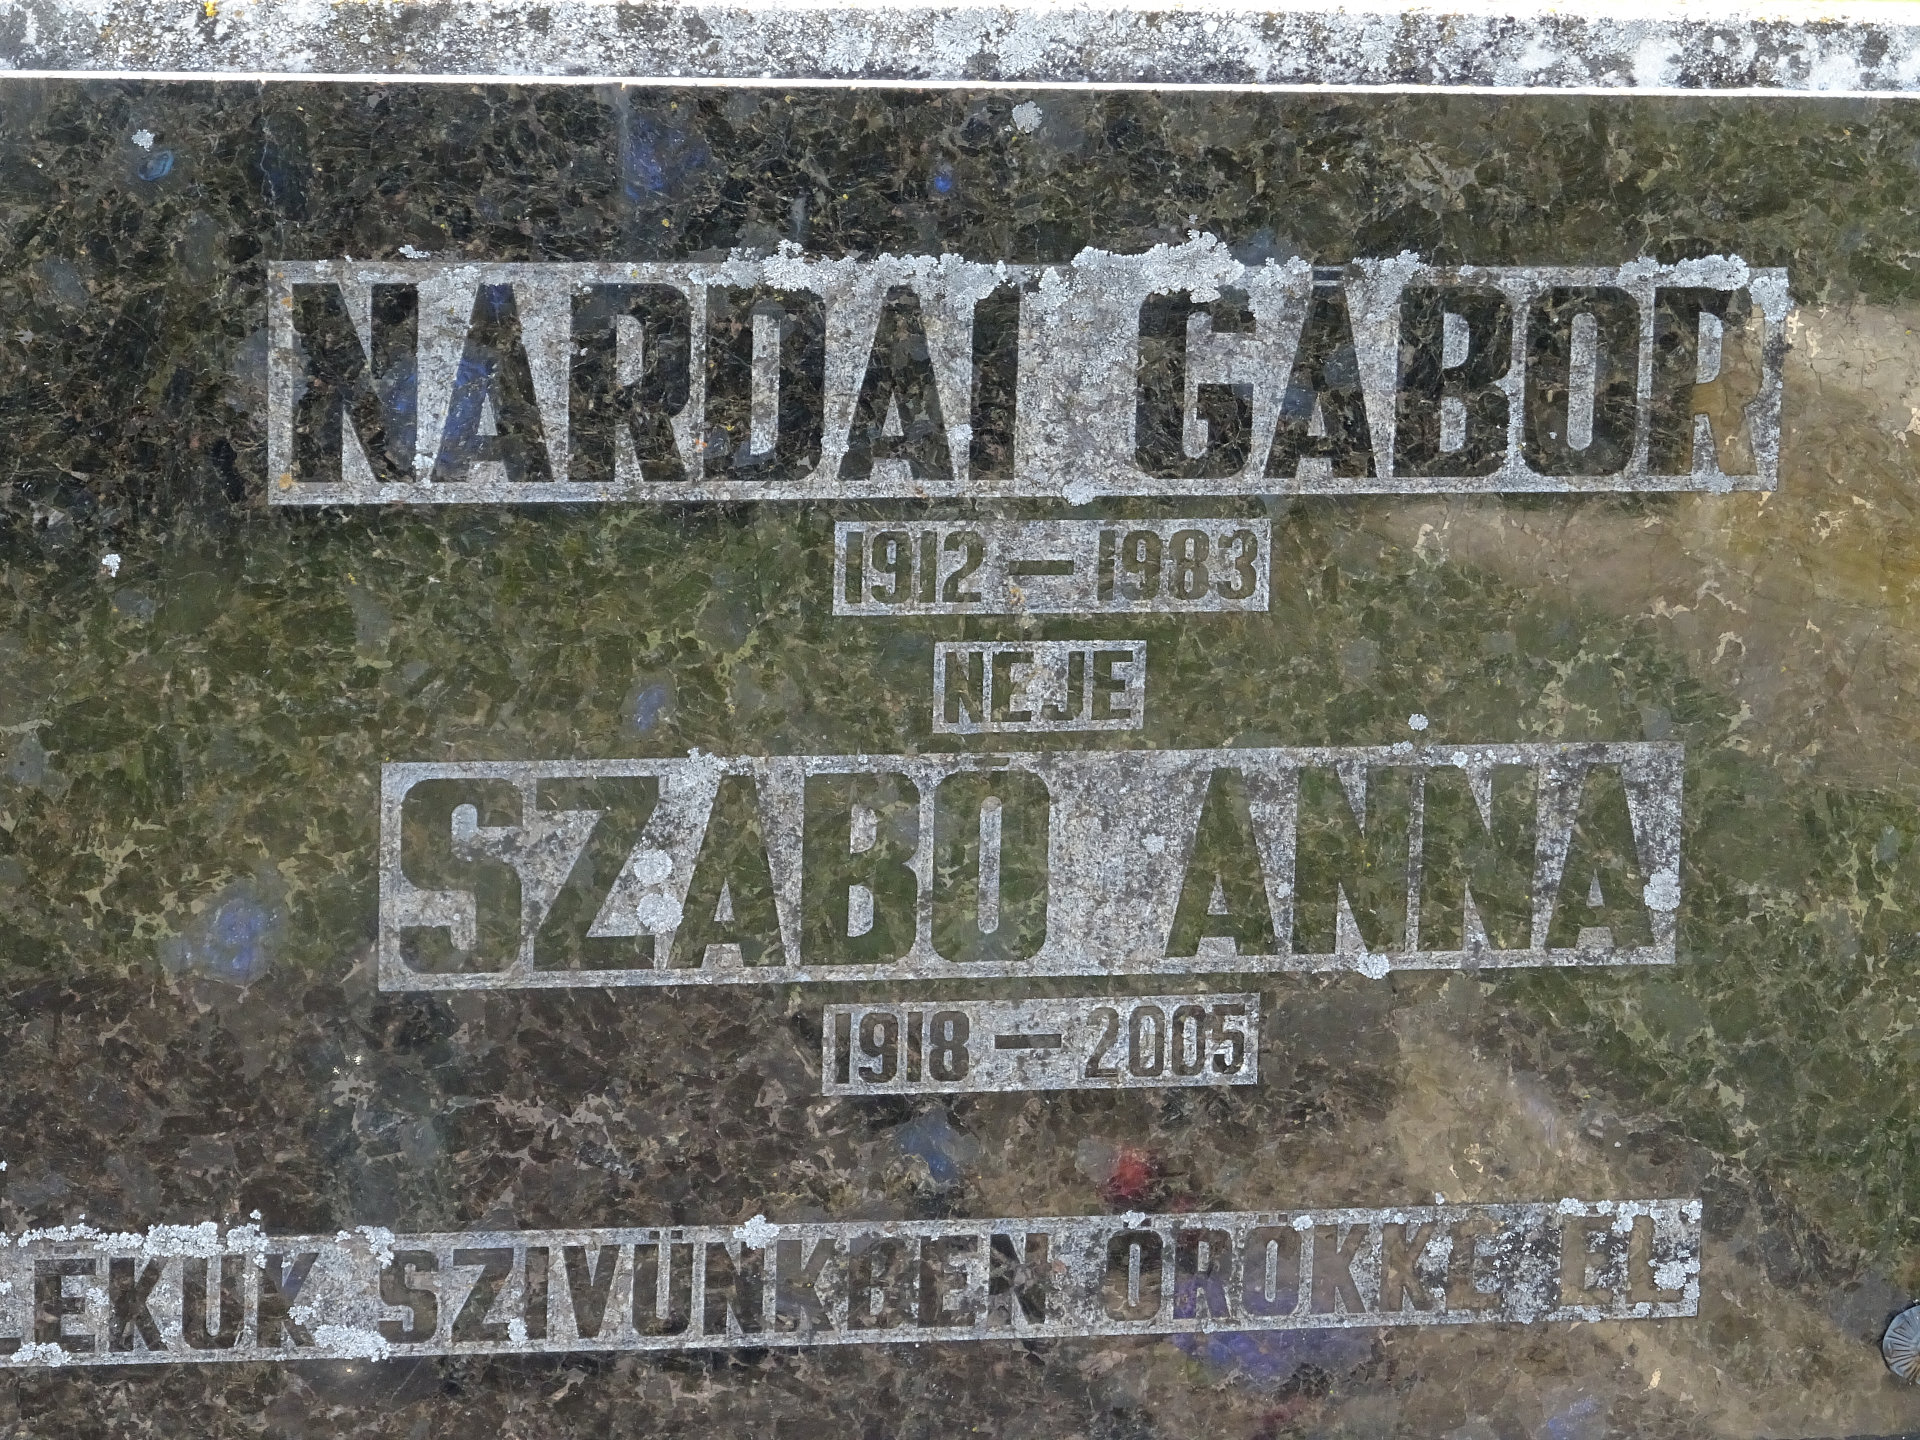 NARDAI GÁBOR
1912 — 1983
NEJE
SZABÓ ANNA
1918 — 2005
SZIVÜNKBEN ÖRÖKKÉ ÉL